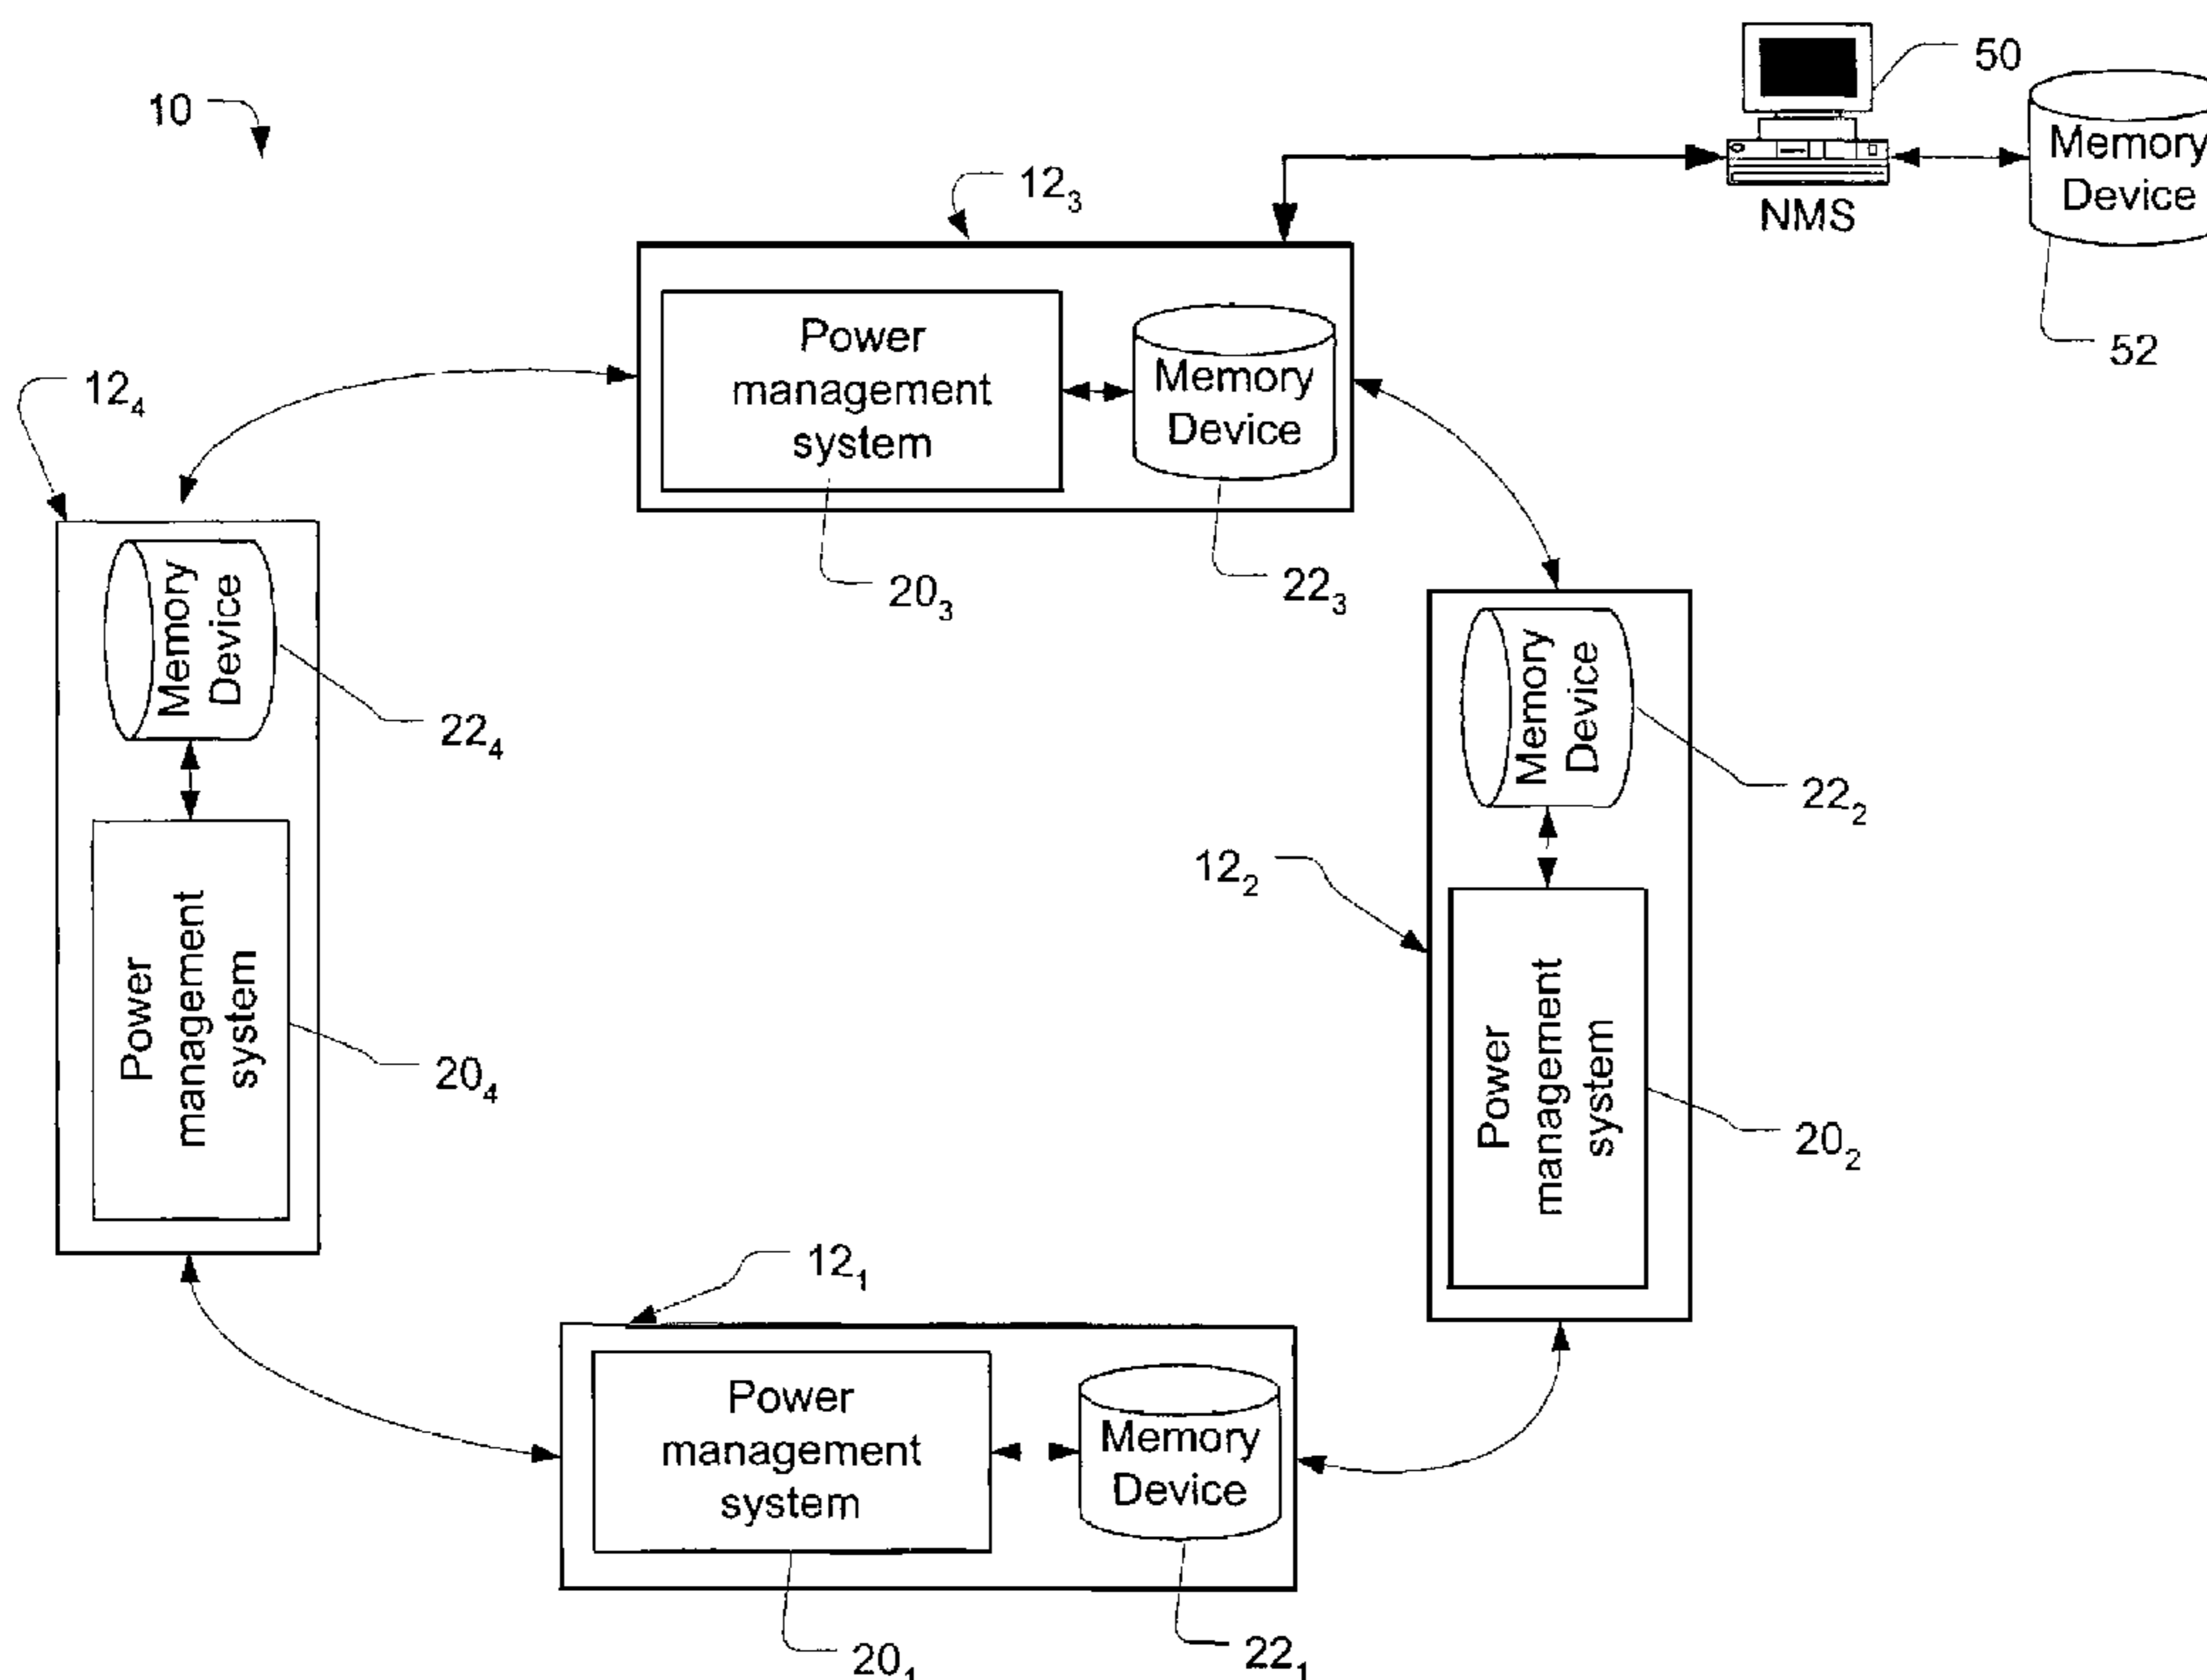 10
50
Memory
Device
NMS
52
12₃
Power
management
system
Memory
Device
20₃
22₃
12₄
Memory
Device
22₄
Power
management
system
20₄
Memory
Device
22₂
12₂
Power
management
system
20₂
12₁
Power
management
system
Memory
Device
20₁
22₁